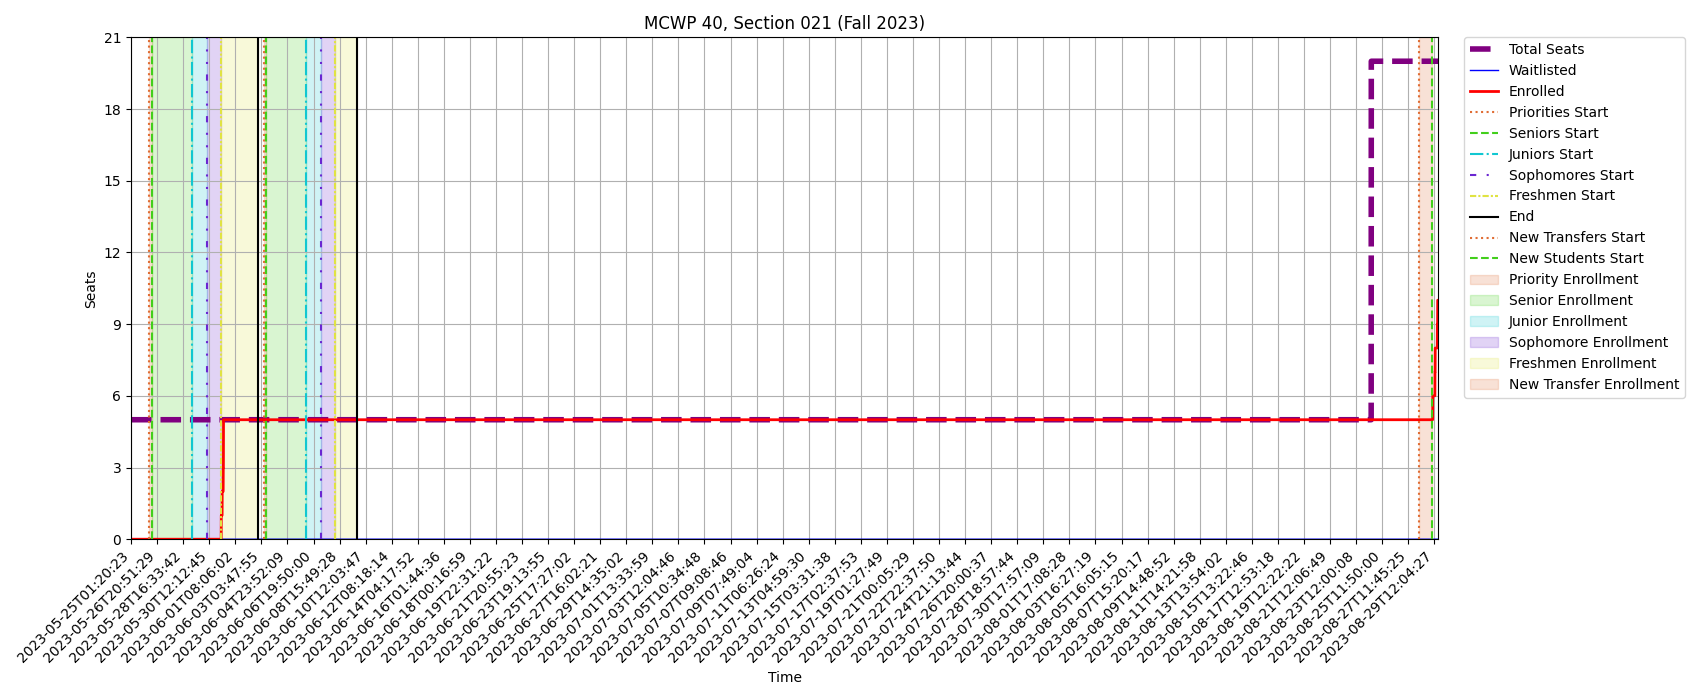 MCWP 40, Section 021 (Fall 2023)
21
18
15
12
9
6
3
0
Seats
2023-05-25T01:20:23
2023-05-26T20:51:29
2023-05-28T16:33:42
2023-05-30T12:12:45
2023-06-01T08:06:02
2023-06-03T03:47:55
2023-06-04T23:52:09
2023-06-06T19:50:00
2023-06-08T15:49:28
2023-06-10T12:03:47
2023-06-12T08:18:14
2023-06-14T04:17:52
2023-06-16T01:44:36
2023-06-18T00:16:59
2023-06-19T22:31:22
2023-06-21T20:55:23
2023-06-23T19:13:55
2023-06-25T17:27:02
2023-06-27T16:02:21
2023-06-29T14:35:02
2023-07-01T13:33:59
2023-07-03T12:04:46
2023-07-05T10:34:48
2023-07-07T09:08:46
2023-07-09T07:49:04
2023-07-11T06:26:24
2023-07-13T04:59:30
2023-07-15T03:31:38
2023-07-17T02:37:53
2023-07-19T01:27:49
2023-07-21T00:05:29
2023-07-22T22:37:50
2023-07-24T21:13:44
2023-07-26T20:00:37
2023-07-28T18:57:44
2023-07-30T17:57:09
2023-08-01T17:08:28
2023-08-03T16:27:19
2023-08-05T16:05:15
2023-08-07T15:20:17
2023-08-09T14:48:52
2023-08-11T14:21:58
2023-08-13T13:54:02
2023-08-15T13:22:46
2023-08-17T12:53:18
2023-08-19T12:22:22
2023-08-21T12:06:49
2023-08-23T12:00:08
2023-08-25T11:50:00
2023-08-27T11:45:25
2023-08-29T12:04:27
Time
Total Seats
Waitlisted
Enrolled
Priorities Start
Seniors Start
Juniors Start
Sophomores Start
Freshmen Start
End
New Transfers Start
New Students Start
Priority Enrollment
Senior Enrollment
Junior Enrollment
Sophomore Enrollment
Freshmen Enrollment
New Transfer Enrollment